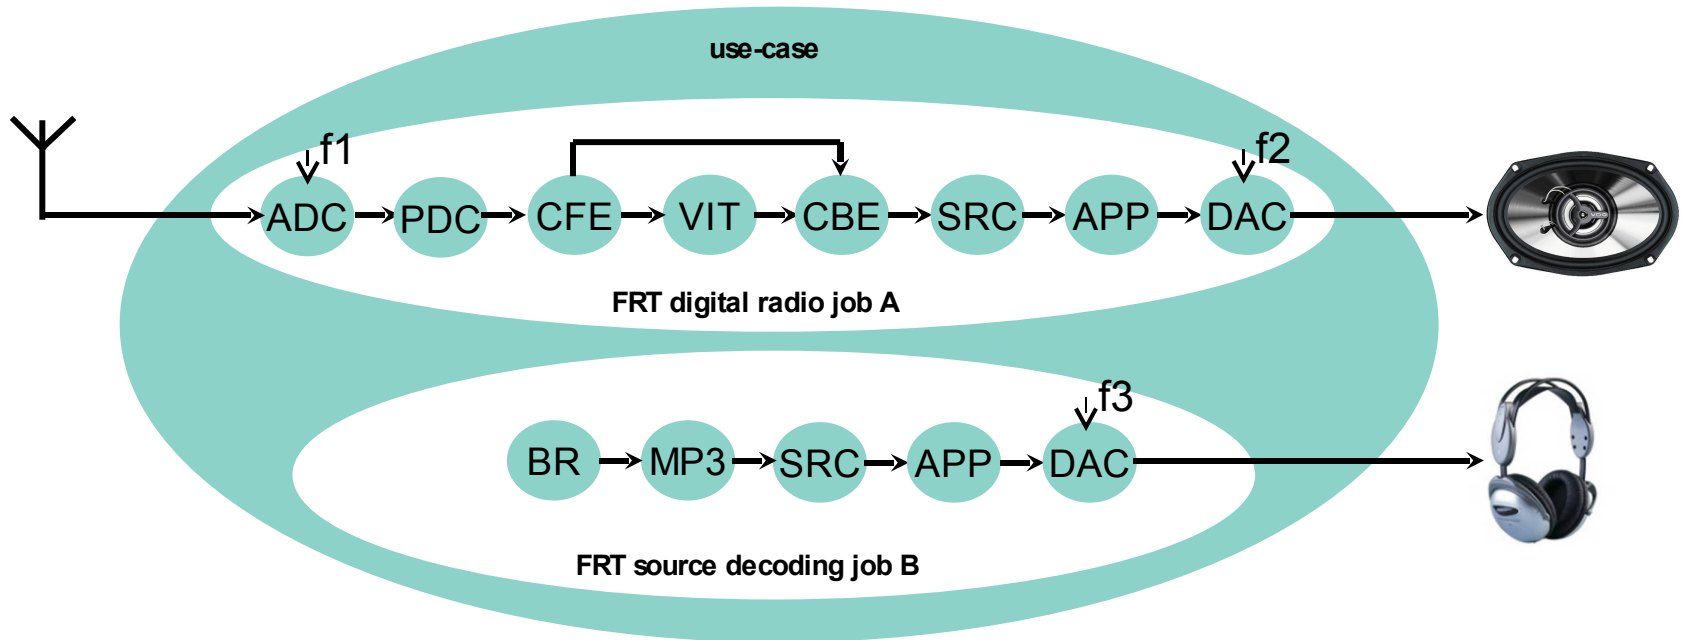 use-case
f1
f2
ADC PDC CFE VIT CBE SRC APP DAC
FRT digital radio job A
f3
BR MP3 SRC APP DAC
FRT source decoding job B